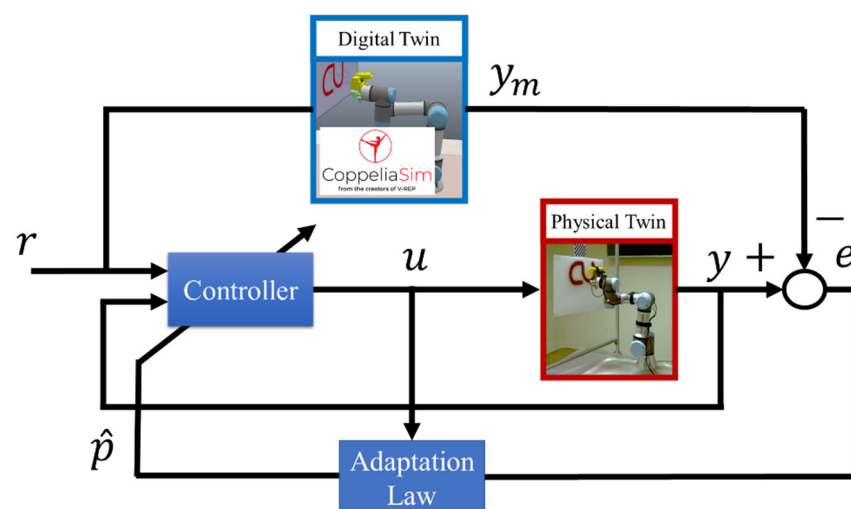 Digital Twin
y_m
CoppeliaSim
from the creators of V-REP
r
Controller
u
Physical Twin
y
+
−
e
p̂
Adaptation
Law